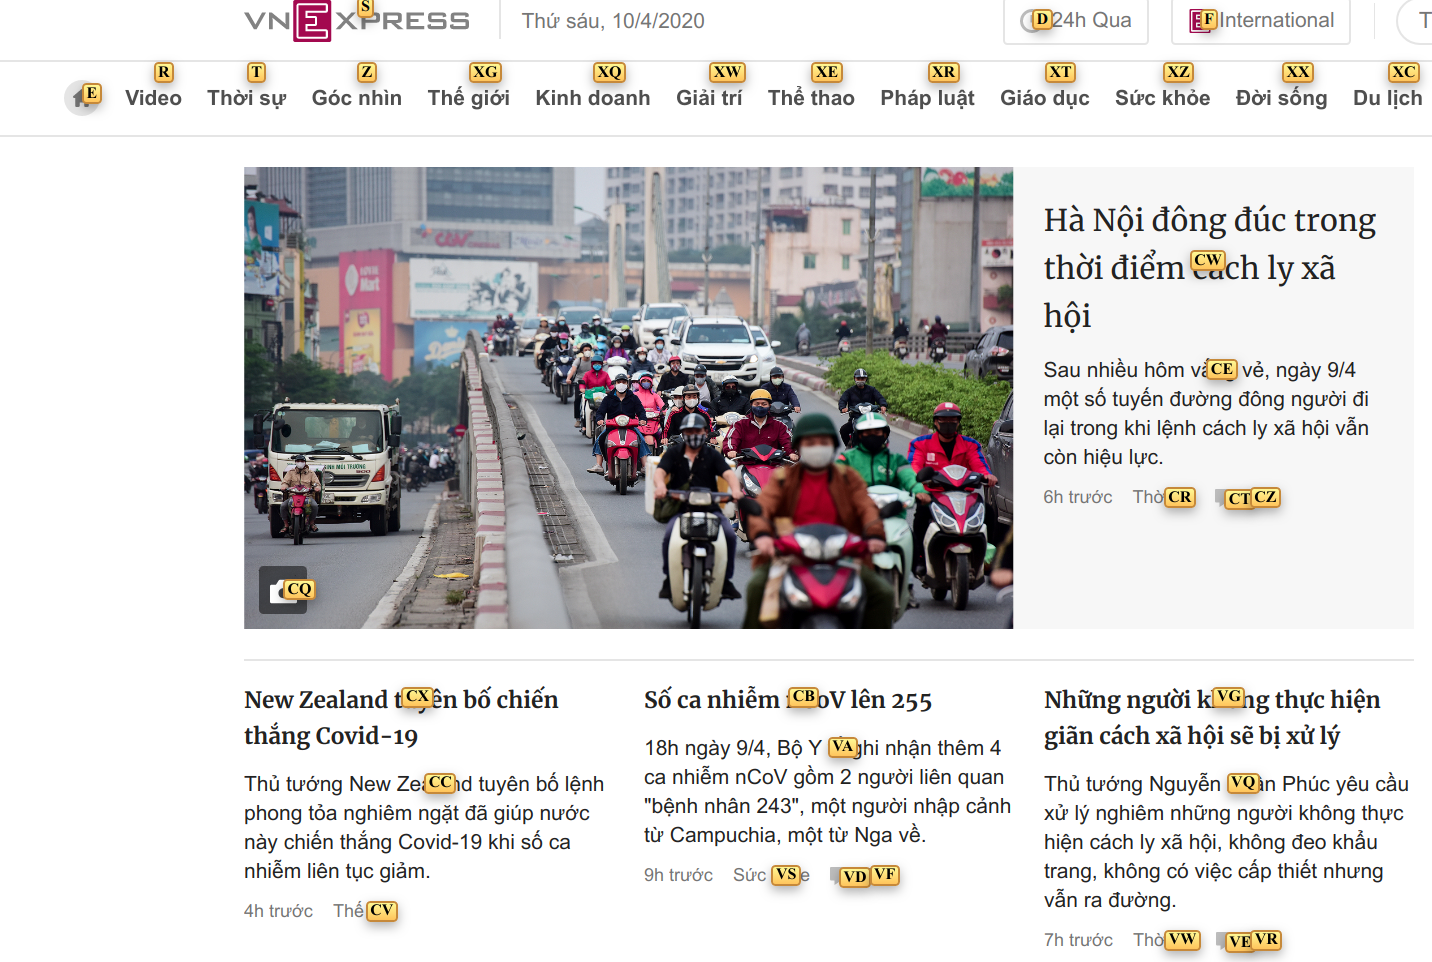 VNEXPRESS
S
Thứ sáu, 10/4/2020
D
24h Qua
E F International
T
E
R T Z XG XQ XW XE XR XT XZ XX XC
Video Thời sự Góc nhìn Thế giới Kinh doanh Giải trí Thể thao Pháp luật Giáo dục Sức khỏe Đời sống Du lịch
Hà Nội đông đúc trong
thời điểm CW ch ly xã
hội
Sau nhiều hôm CE vẻ, ngày 9/4
một số tuyến đường đông người đi
lại trong khi lệnh cách ly xã hội vẫn
còn hiệu lực.
6h trước Thờ CR CT CZ
Mart
CQ
New Zealand CX n bố chiến
thắng Covid-19
Thủ tướng New CC d tuyên bố lệnh
phong tỏa nghiêm ngặt đã giúp nước
này chiến thắng Covid-19 khi số ca
nhiễm liên tục giảm.
4h trước Thế CV
Số ca nhiễm CB oV lên 255
18h ngày 9/4, Bộ Y VA ghi nhận thêm 4
ca nhiễm nCoV gồm 2 người liên quan
"bệnh nhân 243", một người nhập cảnh
từ Campuchia, một từ Nga về.
9h trước Sức VS e VD VF
Những người VG ng thực hiện
giãn cách xã hội sẽ bị xử lý
Thủ tướng Nguyễn VQ n Phúc yêu cầu
xử lý nghiêm những người không thực
hiện cách ly xã hội, không đeo khẩu
trang, không có việc cấp thiết nhưng
vẫn ra đường.
7h trước Thờ VW VE VR